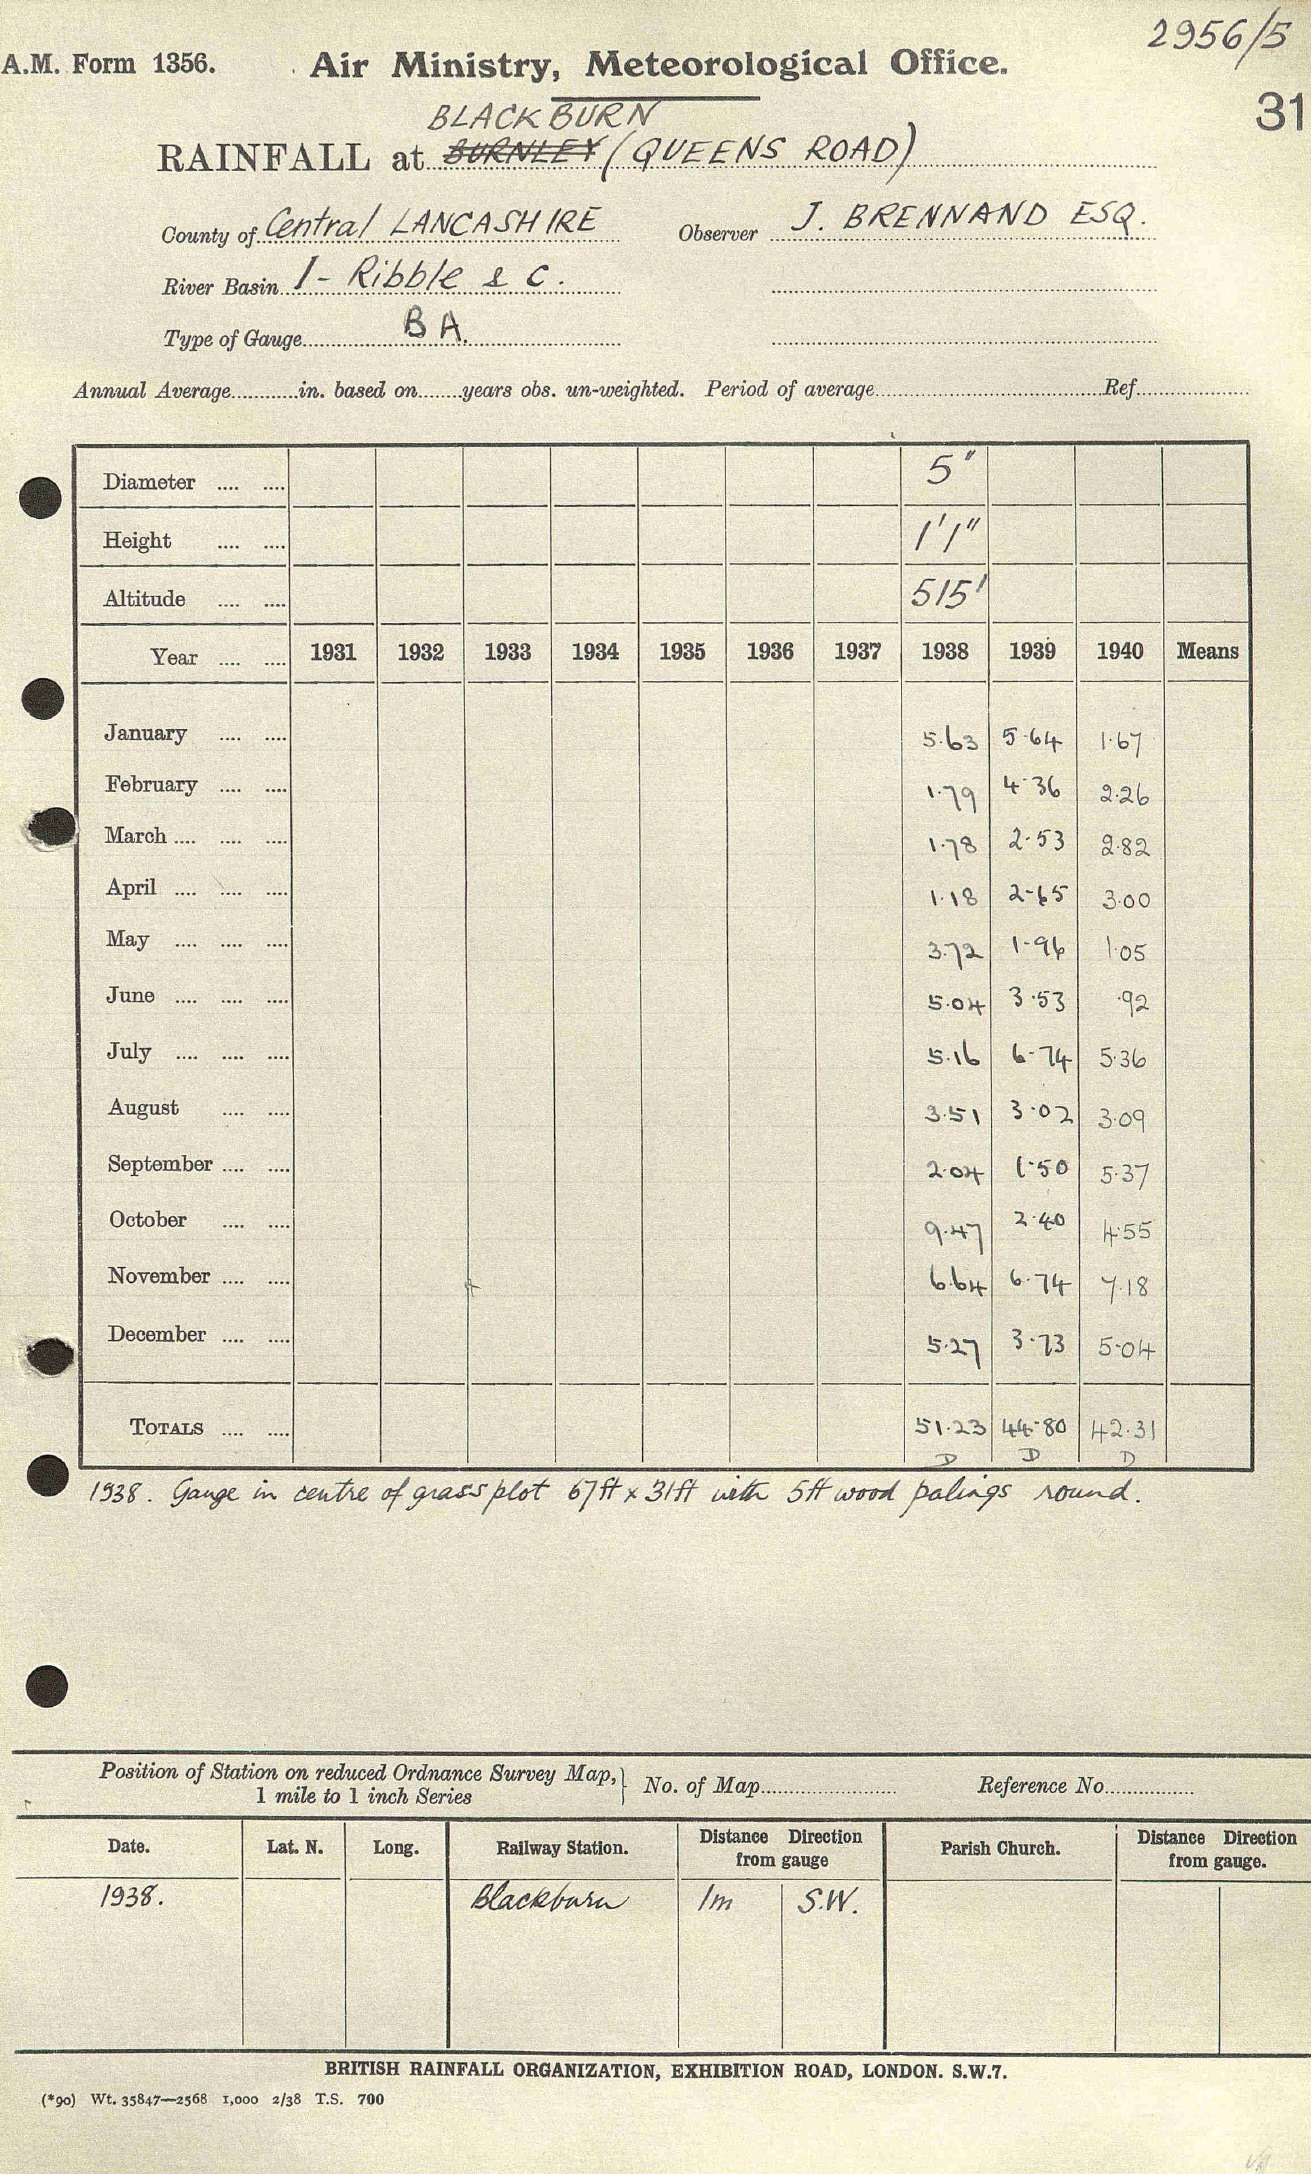 2956/5
A.M. Form 1356. Air Ministry, Meteorological Office.
31
BLACKBURN
RAINFALL at BURNLEY (QUEENS ROAD)
County of Central LANCASHIRE Observer J. BRENNAND ESQ.
River Basin 1 - Ribble & c.
Type of Gauge BA.
Annual Average in. based on years obs. un-weighted. Period of average Ref.
Diameter 5"
Height 1'1"
Altitude 515'
Year 1931 1932 1933 1934 1935 1936 1937 1938 1939 1940 Means
January 5.63 5.64 1.67
February 1.79 4.36 2.26
March 1.78 2.53 2.82
April 1.18 2.65 3.00
May 3.72 1.96 1.05
June 5.04 3.53 .92
July 5.16 6.74 5.36
August 3.51 3.02 3.09
September 2.04 1.50 5.37
October 9.47 2.40 4.55
November 6.64 6.74 7.18
December 5.27 3.73 5.04
TOTALS 51.23 44.80 42.31
D D D
1938. Gauge in centre of grass plot 67ft x 31ft with 5ft wood palings round.
Position of Station on reduced Ordnance Survey Map, 1 mile to 1 inch Series } No. of Map Reference No.
Date. Lat. N. Long. Railway Station. Distance Direction from gauge Parish Church. Distance Direction from gauge.
1938. Blackburn 1m S.W.
BRITISH RAINFALL ORGANIZATION, EXHIBITION ROAD, LONDON. S.W.7.
(*90) Wt. 35847—2568 1,000 2/38 T.S. 700